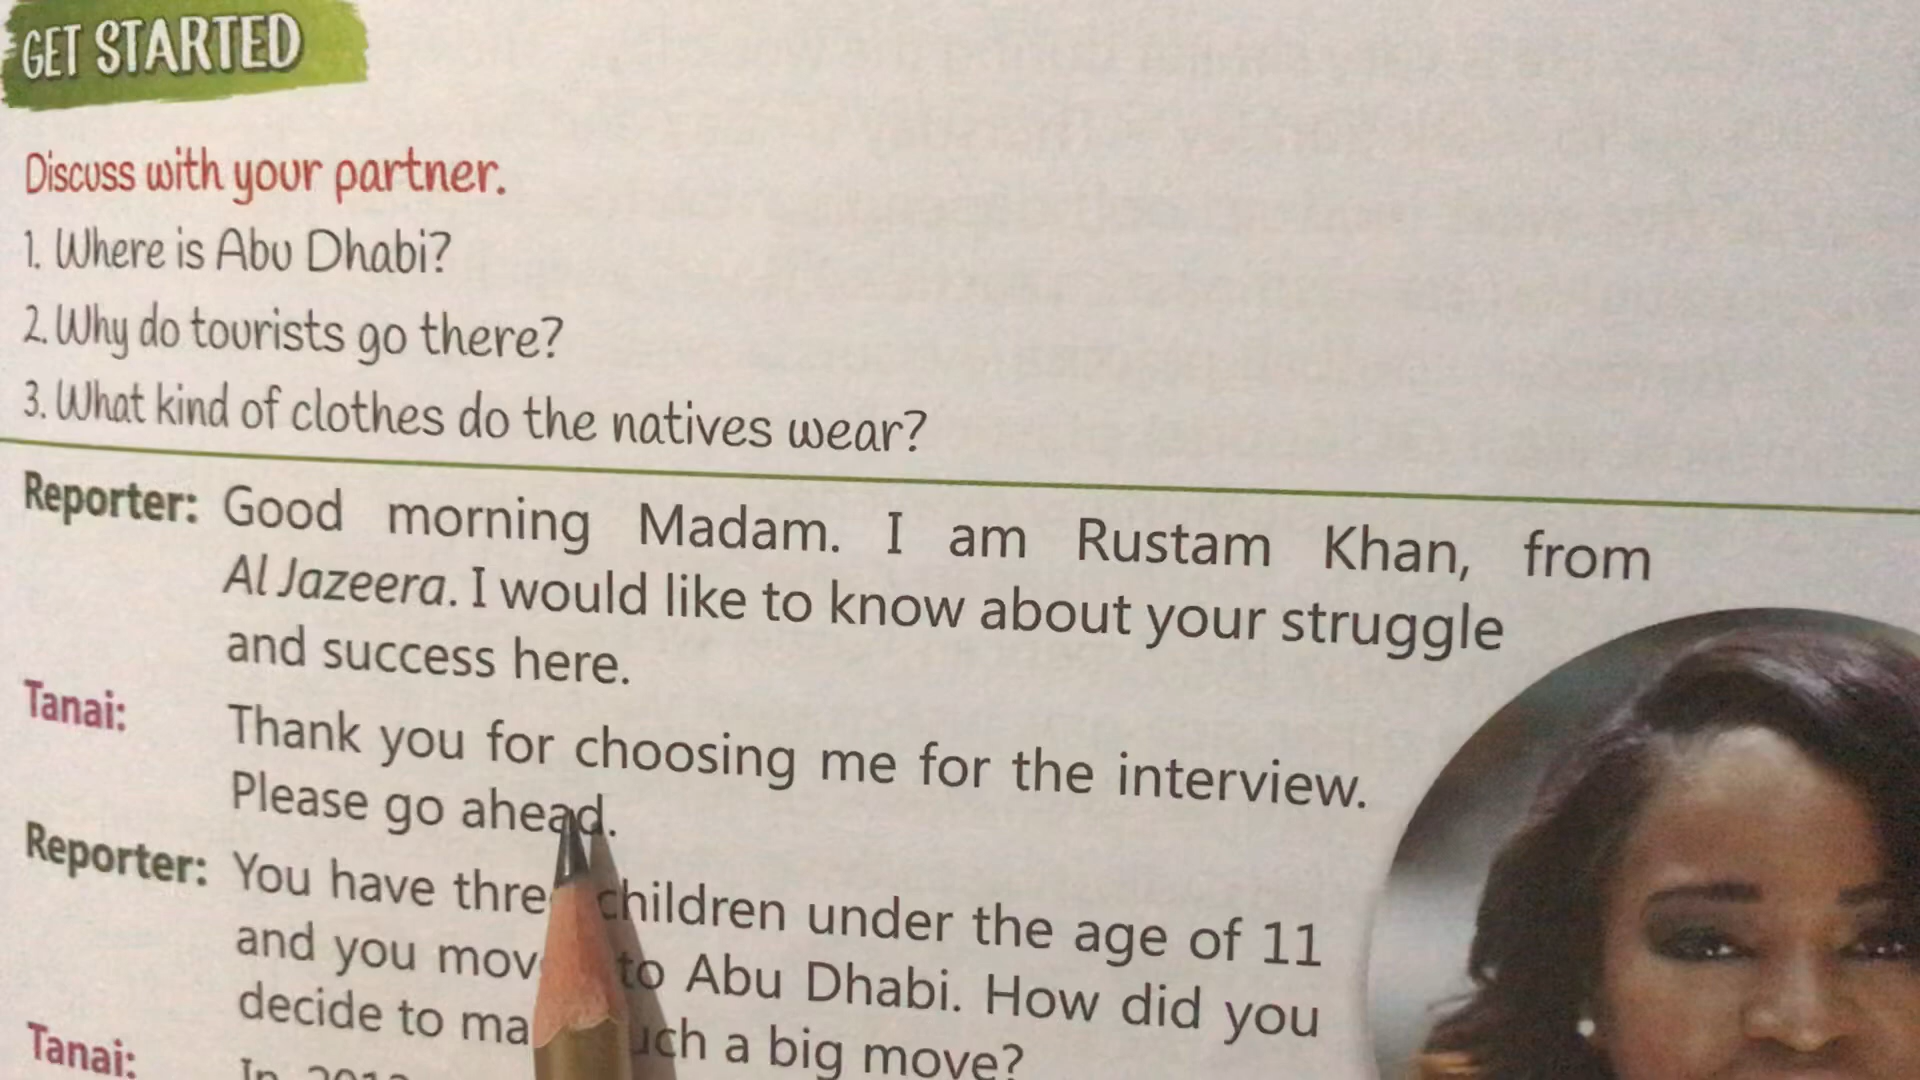 GET STARTED
Discuss with your partner.
1. Where is Abu Dhabi?
2. Why do tourists go there?
3. What kind of clothes do the natives wear?
Reporter: Good morning Madam. I am Rustam Khan, from
Al Jazeera. I would like to know about your struggle
and success here.
Tanai: Thank you for choosing me for the interview.
Please go ahead.
Reporter: You have children under the age of 11
and you to Abu Dhabi. How did you
decide to a big move?
Tanai: In